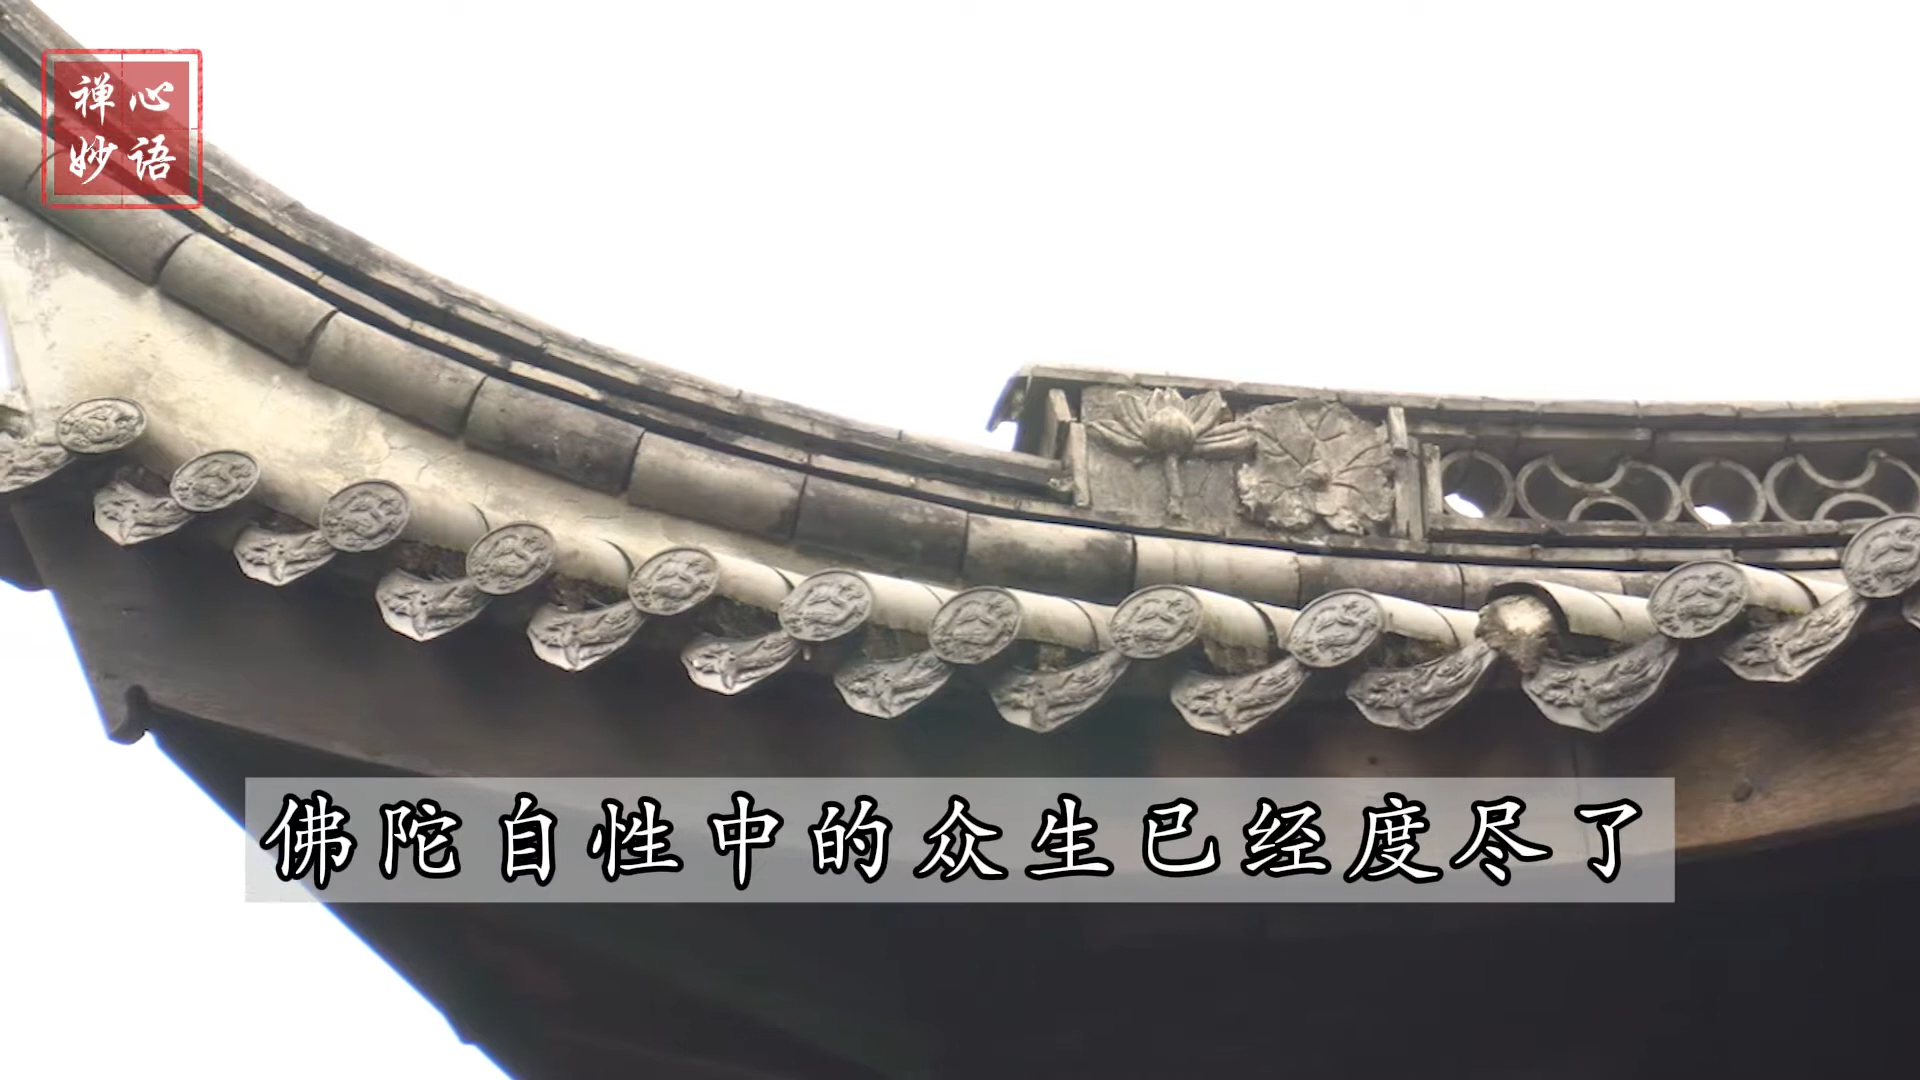 禅心
妙语
佛陀自性中的众生已经度尽了